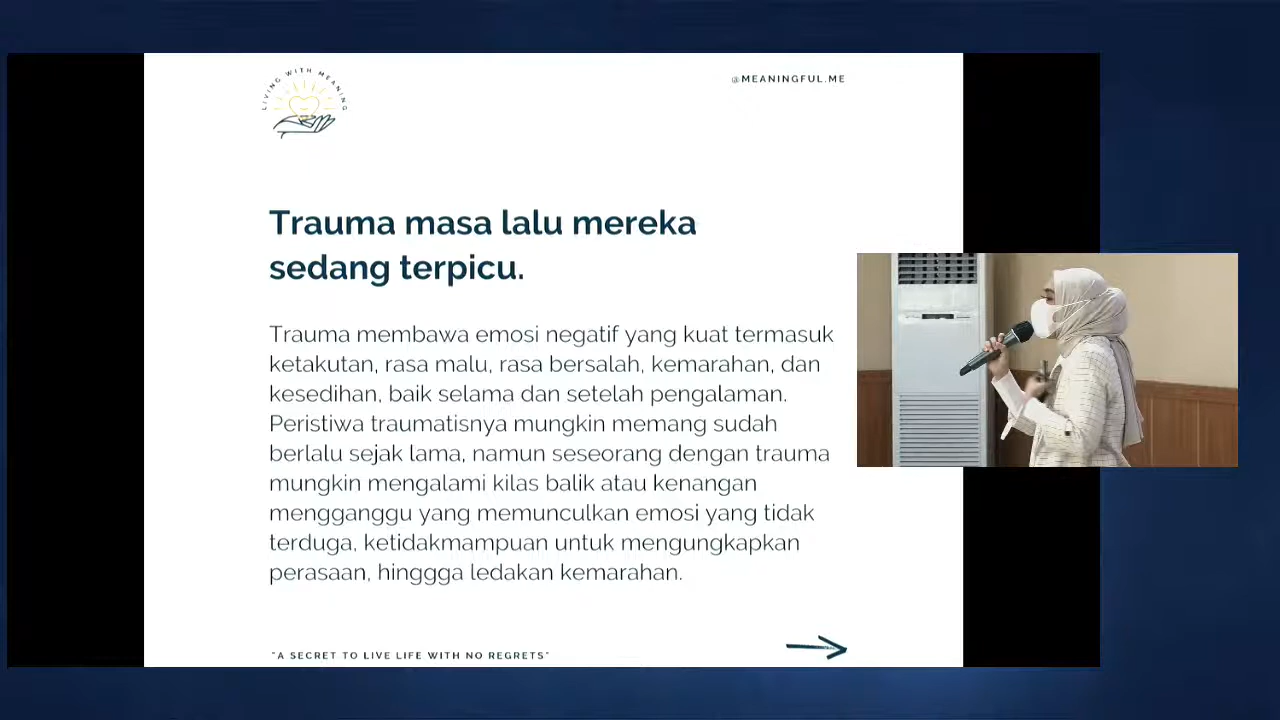 LIVING WITH MEANING
@MEANINGFUL.ME
Trauma masa lalu mereka
sedang terpicu.
Trauma membawa emosi negatif yang kuat termasuk
ketakutan, rasa malu, rasa bersalah, kemarahan, dan
kesedihan, baik selama dan setelah pengalaman.
Peristiwa traumatisnya mungkin memang sudah
berlalu sejak lama, namun seseorang dengan trauma
mungkin mengalami kilas balik atau kenangan
mengganggu yang memunculkan emosi yang tidak
terduga, ketidakmampuan untuk mengungkapkan
perasaan, hinggga ledakan kemarahan.
"A SECRET TO LIVE LIFE WITH NO REGRETS"